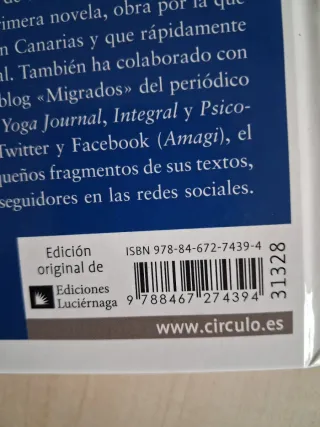 primera novela, obra por la que
n Canarias y que rápidamente
al. También ha colaborado con
blog «Migrados» del periódico
Yoga Journal, Integral y Psico-
Twitter y Facebook (Amagi), el
queños fragmentos de sus textos,
seguidores en las redes sociales.
Edición
original de
Ediciones
Luciérnaga
ISBN 978-84-672-7439-4
9 788467 274394
31328
www.circulo.es